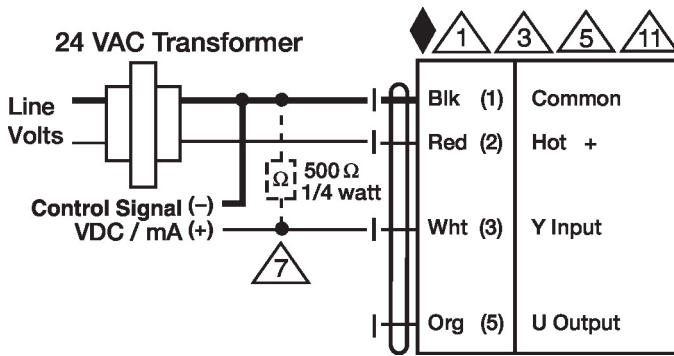 24 VAC Transformer
1 3 5 11
Line
Volts
Blk (1) Common
Red (2) Hot +
Ω 500 Ω
1/4 watt
Control Signal (–)
VDC / mA (+)
Wht (3) Y Input
7
Org (5) U Output